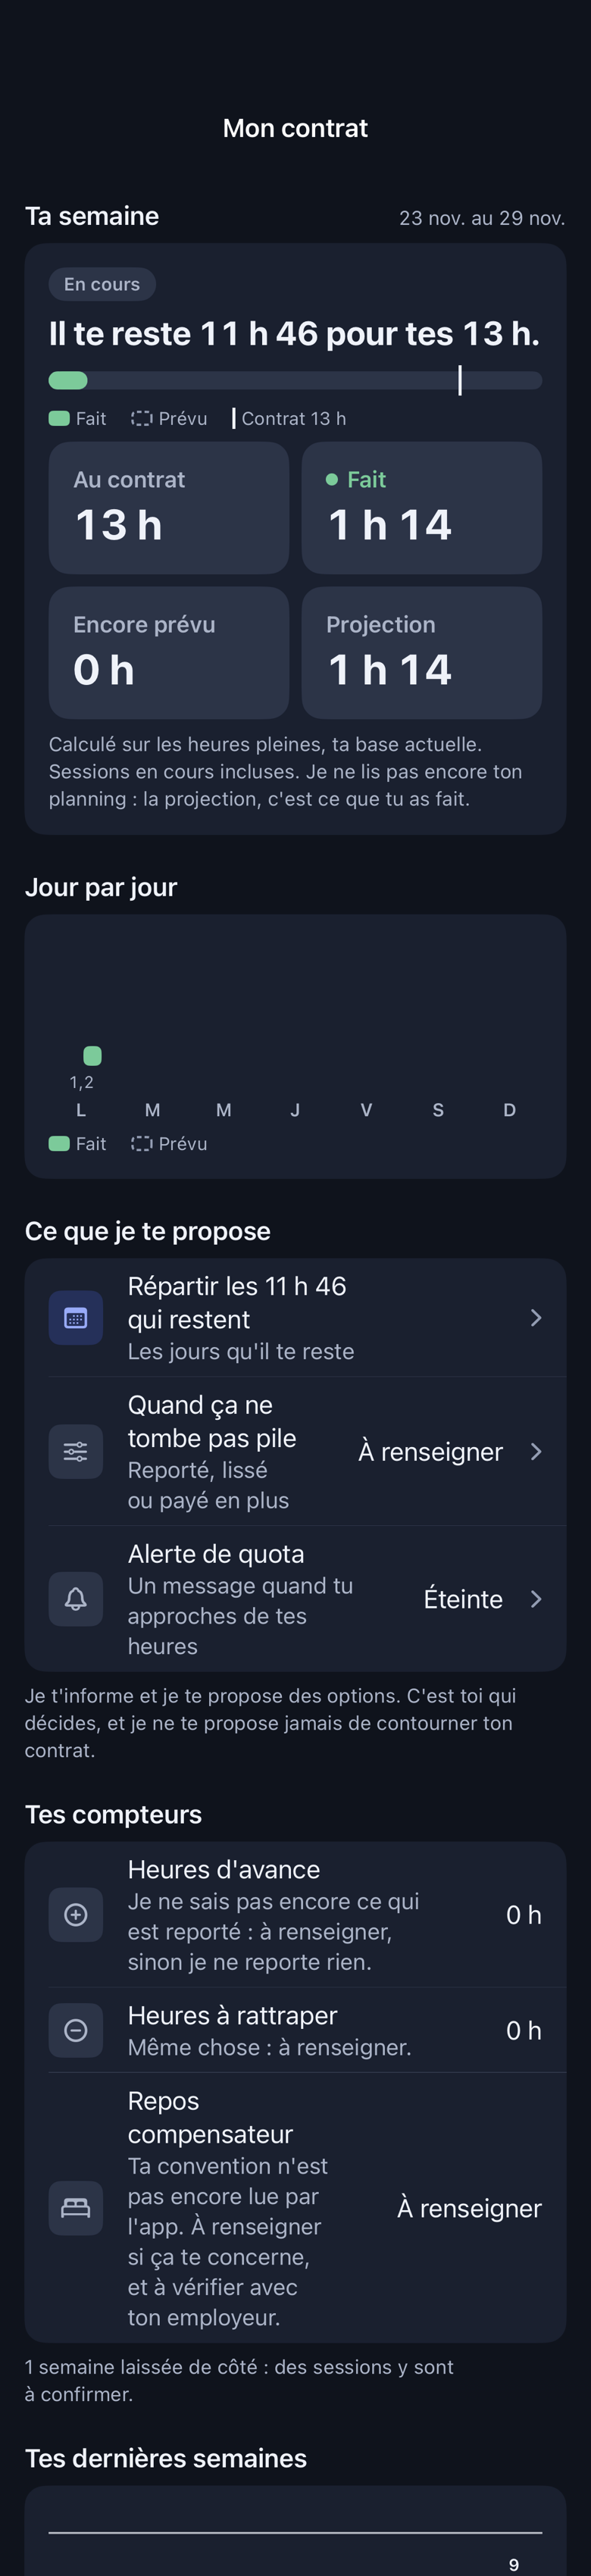 Mon contrat
Ta semaine
23 nov. au 29 nov.
En cours
Il te reste 11 h 46 pour tes 13 h.
Fait
Prévu
Contrat 13 h
Au contrat
13 h
Fait
1 h 14
Encore prévu
0 h
Projection
1 h 14
Calculé sur les heures pleines, ta base actuelle.
Sessions en cours incluses. Je ne lis pas encore ton
planning : la projection, c'est ce que tu as fait.
Jour par jour
1,2
L M M J V S D
Fait
Prévu
Ce que je te propose
Répartir les 11 h 46
qui restent
Les jours qu'il te reste
Quand ça ne
tombe pas pile
Reporté, lissé
ou payé en plus
À renseigner
Alerte de quota
Un message quand tu
approches de tes
heures
Éteinte
Je t'informe et je te propose des options. C'est toi qui
décides, et je ne te propose jamais de contourner ton
contrat.
Tes compteurs
Heures d'avance
Je ne sais pas encore ce qui
est reporté : à renseigner,
sinon je ne reporte rien.
0 h
Heures à rattraper
Même chose : à renseigner.
0 h
Repos
compensateur
Ta convention n'est
pas encore lue par
l'app. À renseigner
si ça te concerne,
et à vérifier avec
ton employeur.
À renseigner
1 semaine laissée de côté : des sessions y sont
à confirmer.
Tes dernières semaines
9